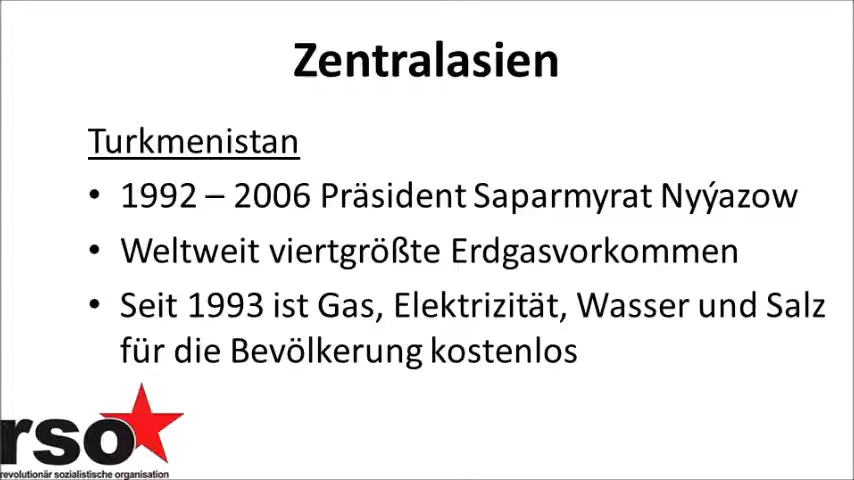 Zentralasien
Turkmenistan
• 1992 – 2006 Präsident Saparmyrat Nyýazow
• Weltweit viertgrößte Erdgasvorkommen
• Seit 1993 ist Gas, Elektrizität, Wasser und Salz
für die Bevölkerung kostenlos
rso
revolutionär sozialistische organisation